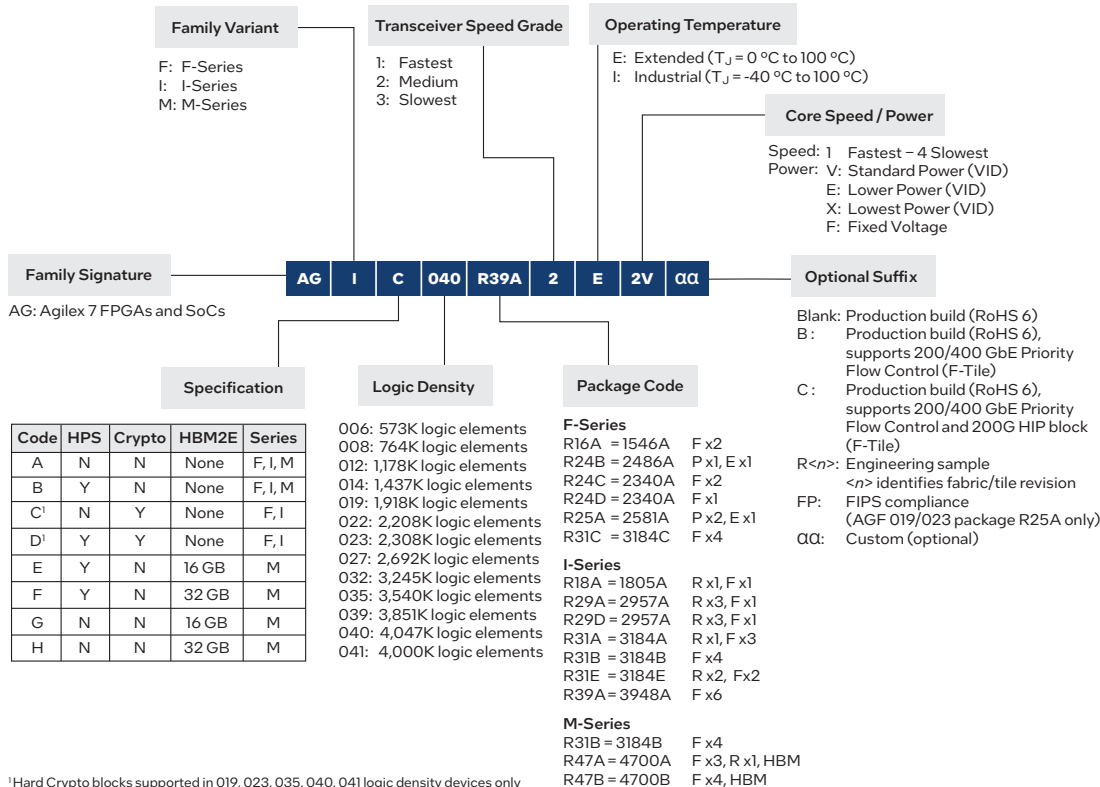 Family Variant
F: F-Series
I: I-Series
M: M-Series
Transceiver Speed Grade
1: Fastest
2: Medium
3: Slowest
Operating Temperature
E: Extended (TJ = 0 ºC to 100 ºC)
I: Industrial (TJ = -40 ºC to 100 ºC)
Core Speed / Power
Speed: 1 Fastest – 4 Slowest
Power: V: Standard Power (VID)
E: Lower Power (VID)
X: Lowest Power (VID)
F: Fixed Voltage
Family Signature
AG: Agilex 7 FPGAs and SoCs
AG I C 040 R39A 2 E 2V αα
Optional Suffix
Blank: Production build (RoHS 6)
B : Production build (RoHS 6),
supports 200/400 GbE Priority
Flow Control (F-Tile)
C : Production build (RoHS 6),
supports 200/400 GbE Priority
Flow Control and 200G HIP block
(F-Tile)
R<n>: Engineering sample
<n> identifies fabric/tile revision
FP: FIPS compliance
(AGF 019/023 package R25A only)
αα: Custom (optional)
Specification
Code HPS Crypto HBM2E Series
A N N None F, I, M
B Y N None F, I, M
C¹ N Y None F, I
D¹ Y Y None F, I
E Y N 16 GB M
F Y N 32 GB M
G N N 16 GB M
H N N 32 GB M
¹Hard Crypto blocks supported in 019, 023, 035, 040, 041 logic density devices only
Logic Density
006: 573K logic elements
008: 764K logic elements
012: 1,178K logic elements
014: 1,437K logic elements
019: 1,918K logic elements
022: 2,208K logic elements
023: 2,308K logic elements
027: 2,692K logic elements
032: 3,245K logic elements
035: 3,540K logic elements
039: 3,851K logic elements
040: 4,047K logic elements
041: 4,000K logic elements
Package Code
F-Series
R16A = 1546A F x2
R24B = 2486A P x1, E x1
R24C = 2340A F x2
R24D = 2340A F x1
R25A = 2581A P x2, E x1
R31C = 3184C F x4
I-Series
R18A = 1805A R x1, F x1
R29A = 2957A R x3, F x1
R29D = 2957A R x3, F x1
R31A = 3184A R x1, F x3
R31B = 3184B F x4
R31E = 3184E R x2, Fx2
R39A = 3948A F x6
M-Series
R31B = 3184B F x4
R47A = 4700A F x3, R x1, HBM
R47B = 4700B F x4, HBM